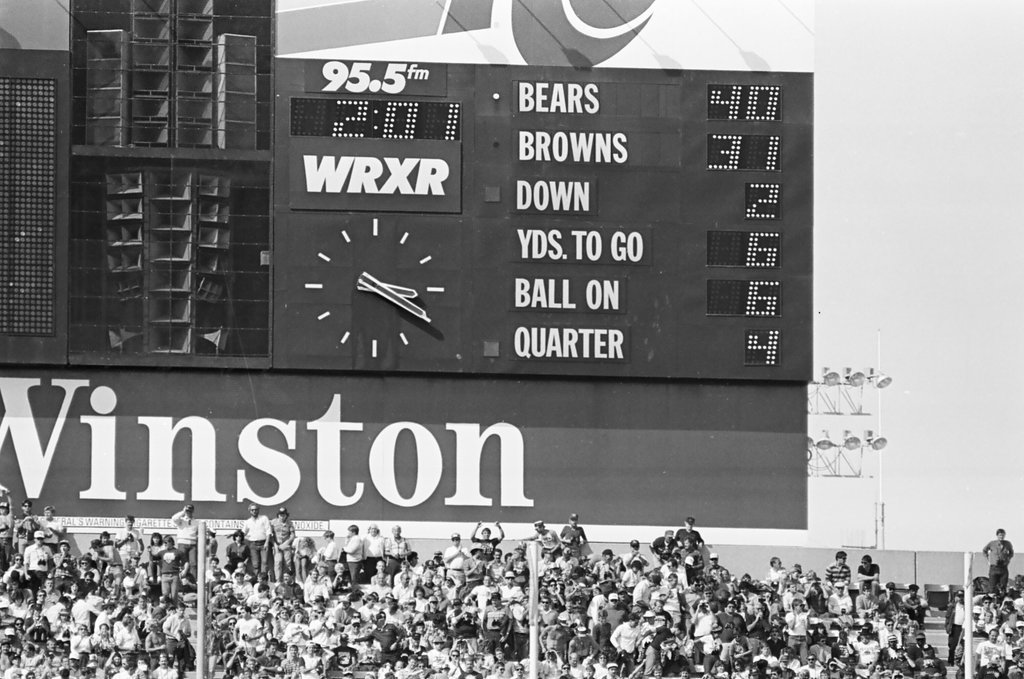 95.5fm
2:01
WRXR
BEARS 40
BROWNS 31
DOWN 2
YDS. TO GO 6
BALL ON 6
QUARTER 4
Winston
WARNING